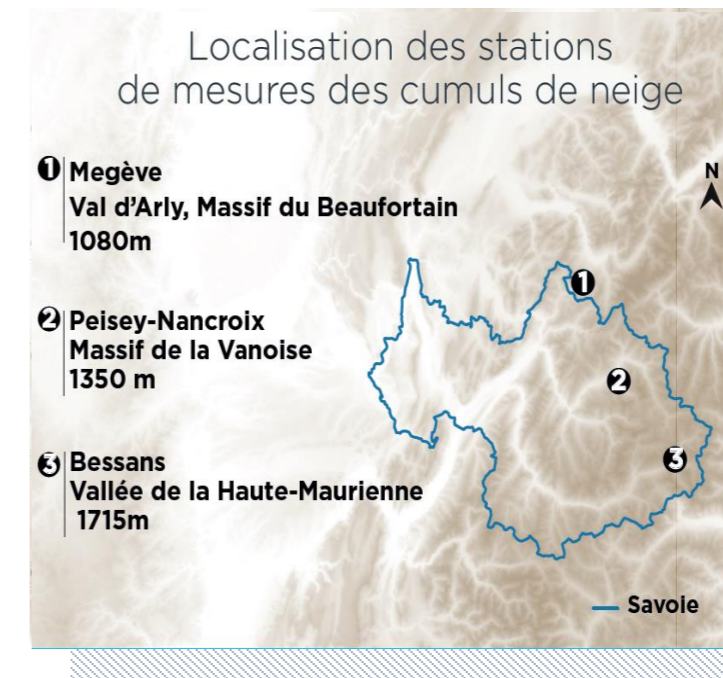 Localisation des stations
de mesures des cumuls de neige
N
1 Megève
Val d'Arly, Massif du Beaufortain
1080m
2 Peisey-Nancroix
Massif de la Vanoise
1350 m
3 Bessans
Vallée de la Haute-Maurienne
1715m
1
2
3
Savoie